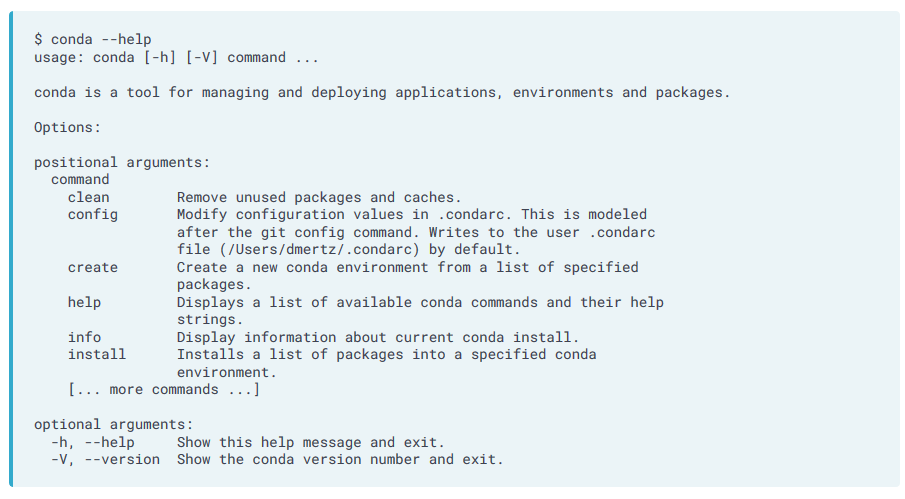 $ conda --help
usage: conda [-h] [-V] command ...
conda is a tool for managing and deploying applications, environments and packages.
Options:
positional arguments:
command
clean Remove unused packages and caches.
config Modify configuration values in .condarc. This is modeled
after the git config command. Writes to the user .condarc
file (/Users/dmertz/.condarc) by default.
create Create a new conda environment from a list of specified
packages.
help Displays a list of available conda commands and their help
strings.
info Display information about current conda install.
install Installs a list of packages into a specified conda
environment.
[... more commands ...]
optional arguments:
-h, --help Show this help message and exit.
-V, --version Show the conda version number and exit.